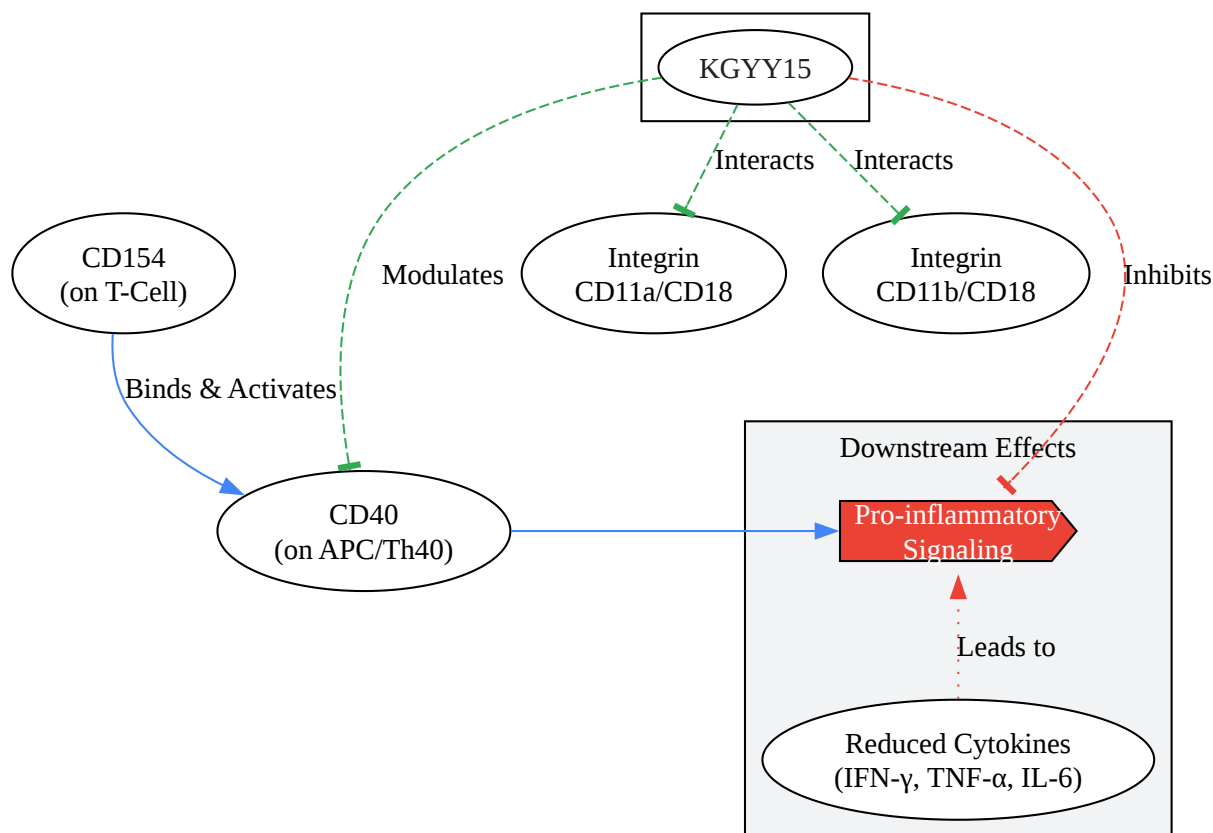 KGYY15
Interacts
Interacts
CD154
(on T-Cell)
Modulates
Integrin
CD11a/CD18
Integrin
CD11b/CD18
Inhibits
Binds & Activates
Downstream Effects
CD40
(on APC/Th40)
Pro-inflammatory
Signaling
Leads to
Reduced Cytokines
(IFN-γ, TNF-α, IL-6)